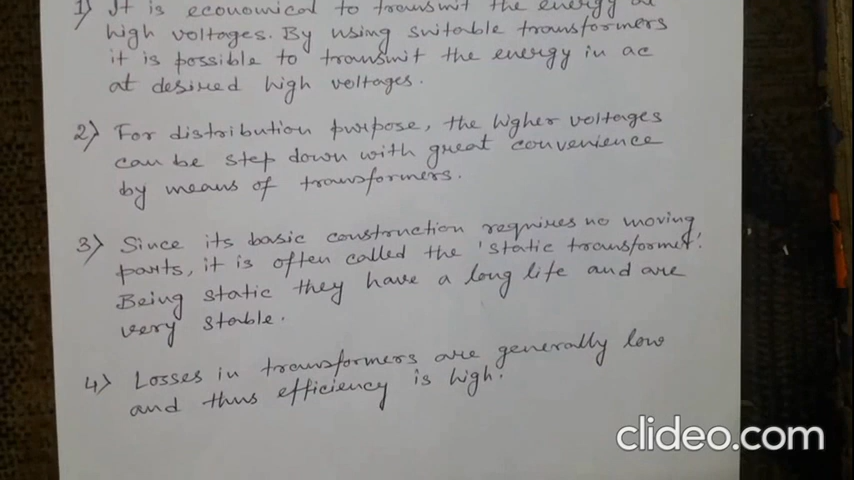 1) It is economical to transmit the energy at
high voltages. By using suitable transformers
it is possible to transmit the energy in ac
at desired high voltages.
2) For distribution purpose, the higher voltages
can be step down with great convenience
by means of transformers.
3) Since its basic construction requires no moving
parts, it is often called the 'static transformer'.
Being static they have a long life and are
very stable.
4) Losses in transformers are generally low
and thus efficiency is high.
clideo.com